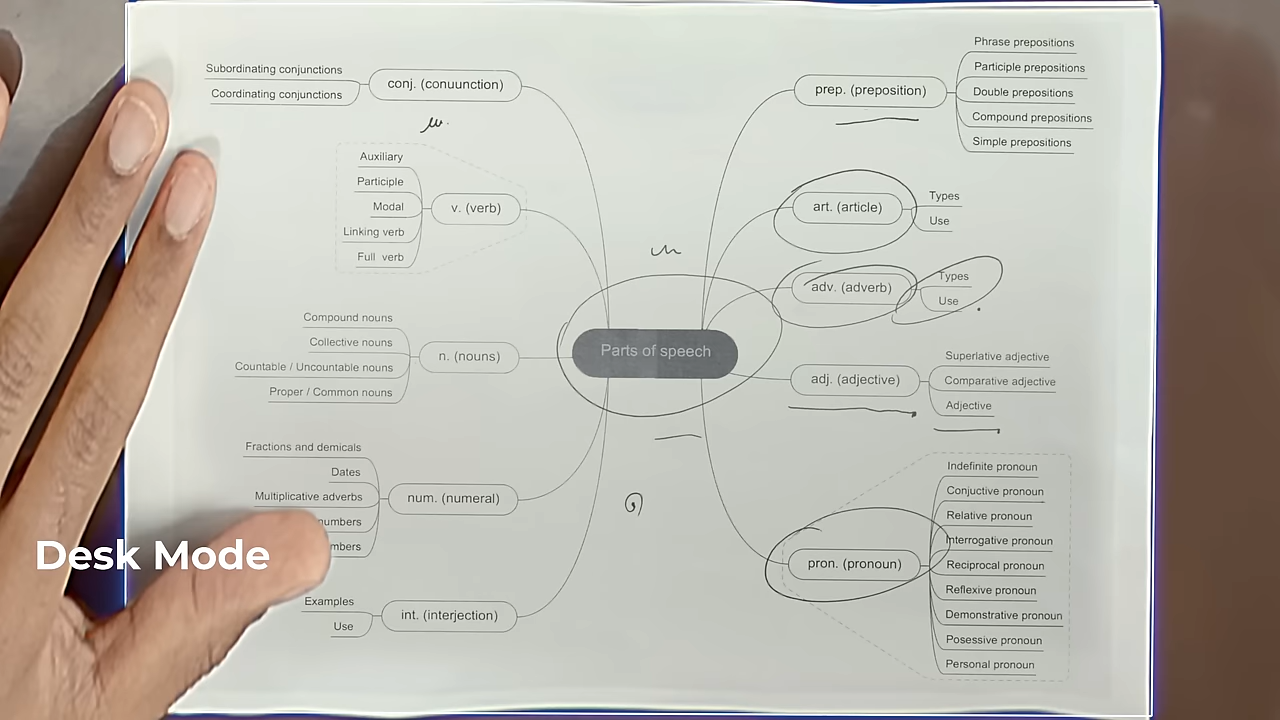 Subordinating conjunctions
Coordinating conjunctions
conj. (conuunction)
Auxiliary
Participle
Modal
Linking verb
Full verb
v. (verb)
Compound nouns
Collective nouns
Countable / Uncountable nouns
Proper / Common nouns
n. (nouns)
Fractions and demicals
Dates
Multiplicative adverbs
num. (numeral)
Examples
Use
int. (interjection)
Parts of speech
prep. (preposition)
Phrase prepositions
Participle prepositions
Double prepositions
Compound prepositions
Simple prepositions
art. (article)
Types
Use
adv. (adverb)
Types
Use
adj. (adjective)
Superlative adjective
Comparative adjective
Adjective
pron. (pronoun)
Indefinite pronoun
Conjuctive pronoun
Relative pronoun
Interrogative pronoun
Reciprocal pronoun
Reflexive pronoun
Demonstrative pronoun
Posessive pronoun
Personal pronoun
Desk Mode